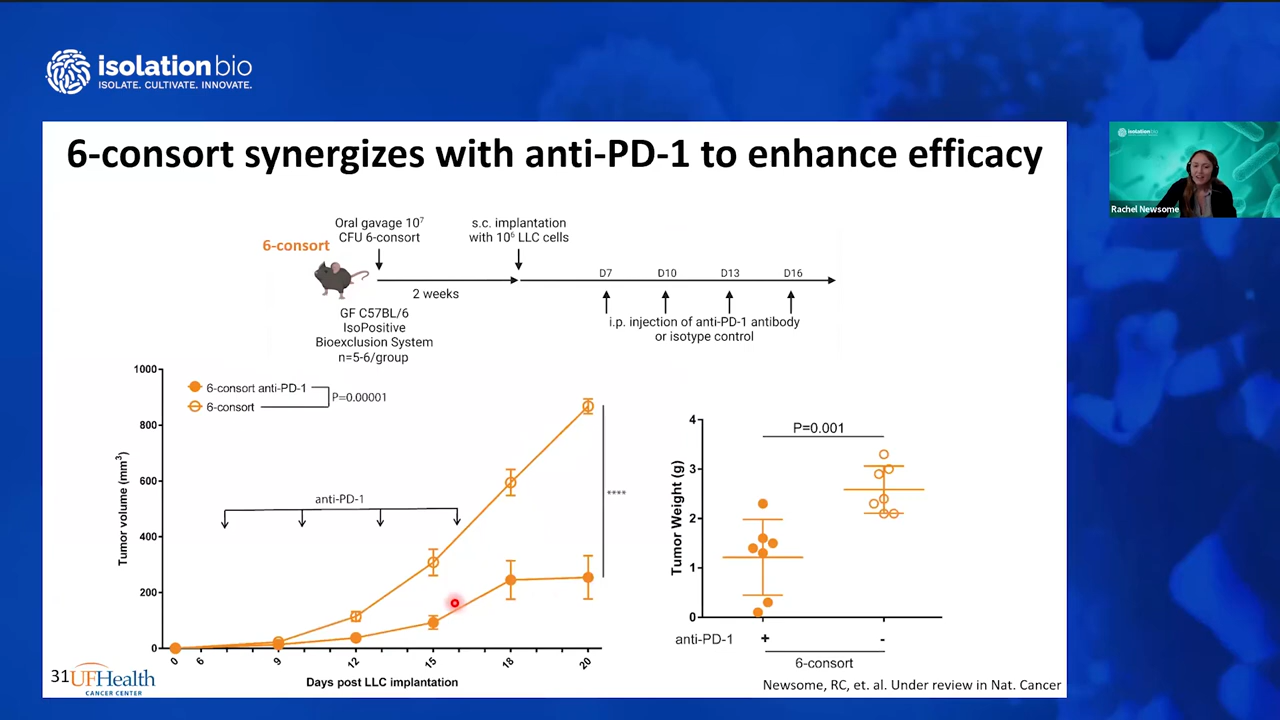 isolation bio
ISOLATE. CULTIVATE. INNOVATE.
6-consort synergizes with anti-PD-1 to enhance efficacy
isolation bio
Rachel Newsome
Oral gavage 10⁷
CFU 6-consort
s.c. implantation
with 10⁶ LLC cells
6-consort
D7 D10 D13 D16
2 weeks
GF C57BL/6
IsoPositive
Bioexclusion System
n=5-6/group
i.p. injection of anti-PD-1 antibody
or isotype control
1000
800
600
400
200
0
Tumor volume (mm³)
6-consort anti-PD-1
6-consort
P=0.00001
anti-PD-1
****
0 6 9 12 15 18 20
Days post LLC implantation
4
3
2
1
0
Tumor Weight (g)
P=0.001
anti-PD-1 + -
6-consort
31
UFHealth
CANCER CENTER
Newsome, RC, et. al. Under review in Nat. Cancer